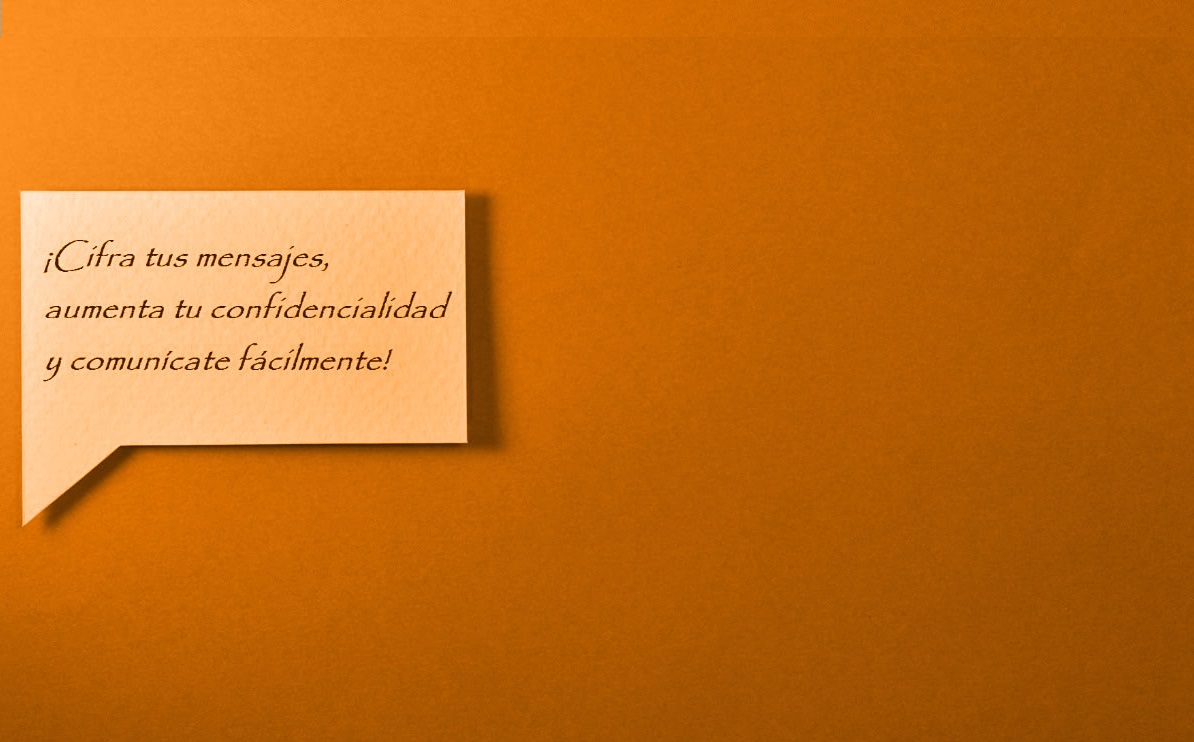 ¡Cifra tus mensajes,
aumenta tu confidencialidad
y comunícate fácilmente!